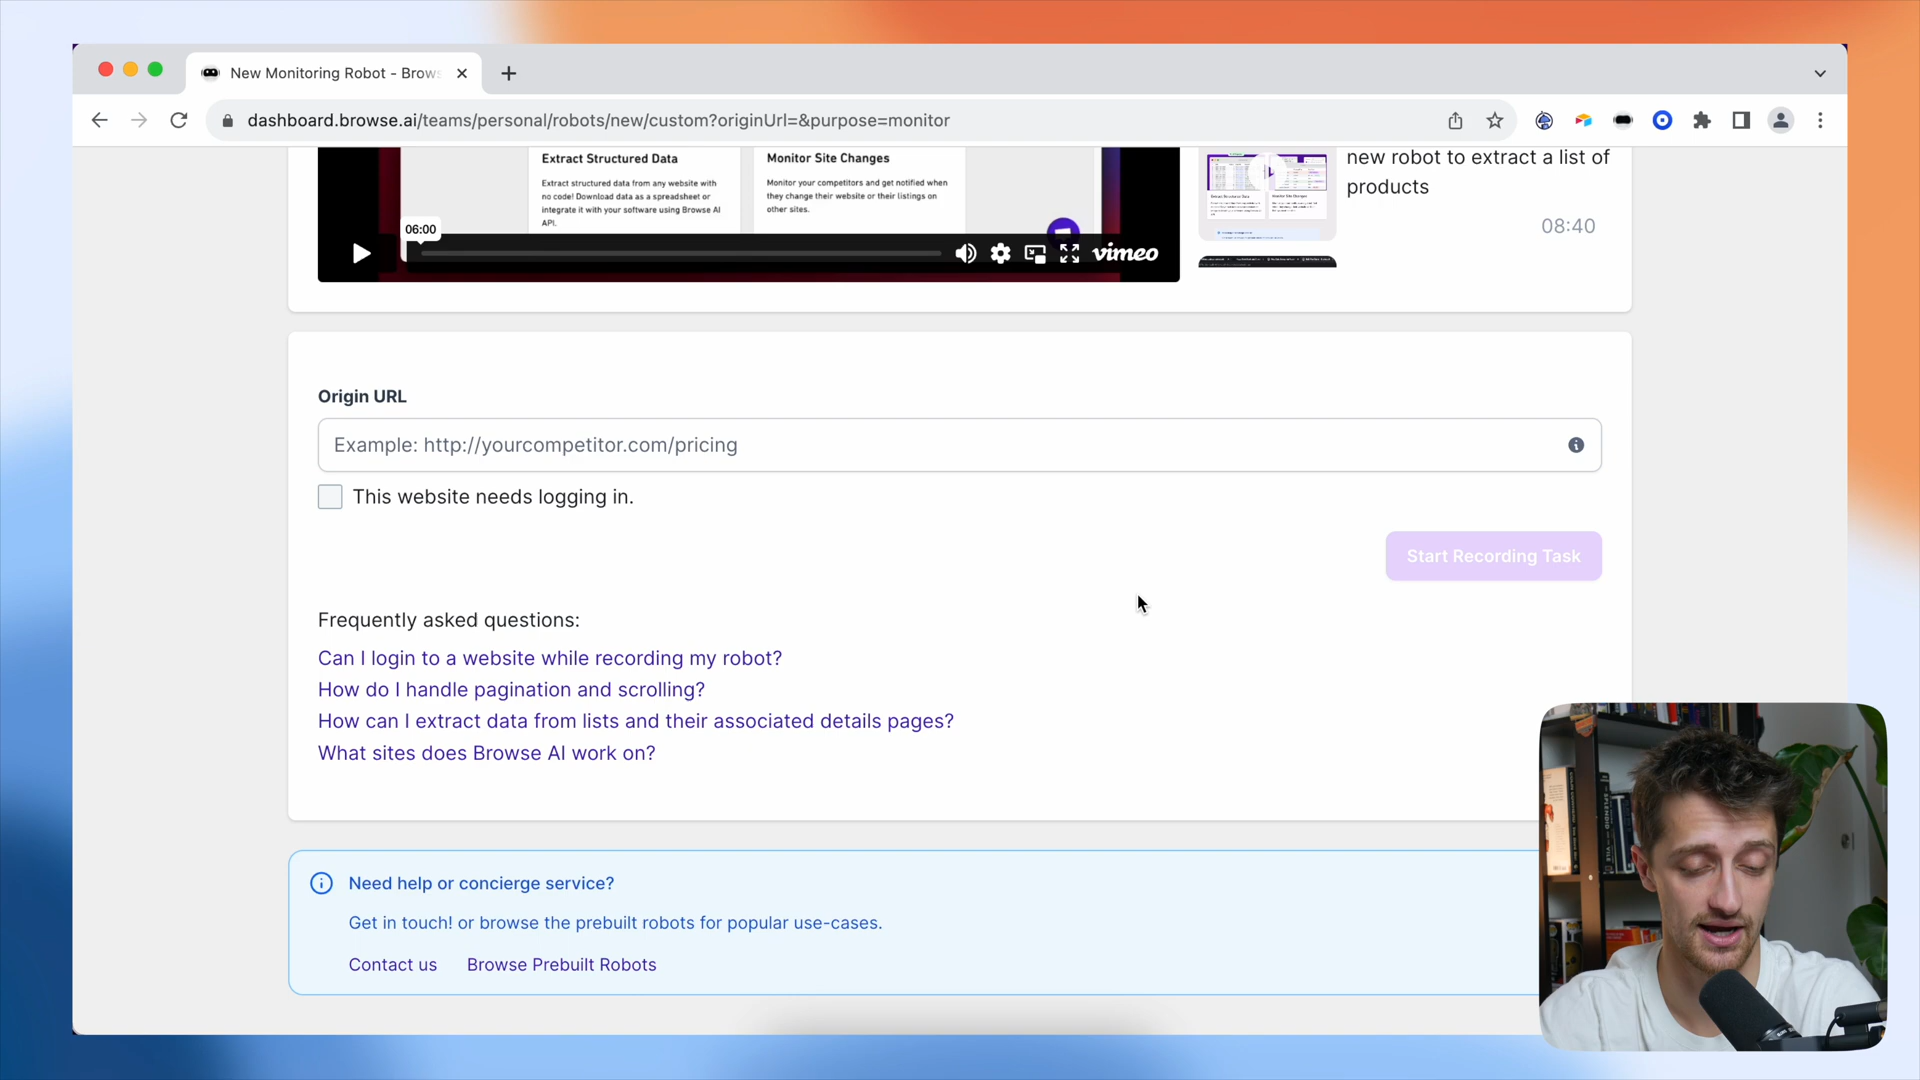 New Monitoring Robot - Brows
dashboard.browse.ai/teams/personal/robots/new/custom?originUrl=&purpose=monitor
Extract Structured Data
Extract structured data from any website with
no code! Download data as a spreadsheet or
integrate it with your software using Browse AI
API.
Monitor Site Changes
Monitor your competitors and get notified when
they change their website or their listings on
other sites.
06:00
vimeo
new robot to extract a list of
products
08:40
Origin URL
Example: http://yourcompetitor.com/pricing
This website needs logging in.
Start Recording Task
Frequently asked questions:
Can I login to a website while recording my robot?
How do I handle pagination and scrolling?
How can I extract data from lists and their associated details pages?
What sites does Browse AI work on?
Need help or concierge service?
Get in touch! or browse the prebuilt robots for popular use-cases.
Contact us
Browse Prebuilt Robots